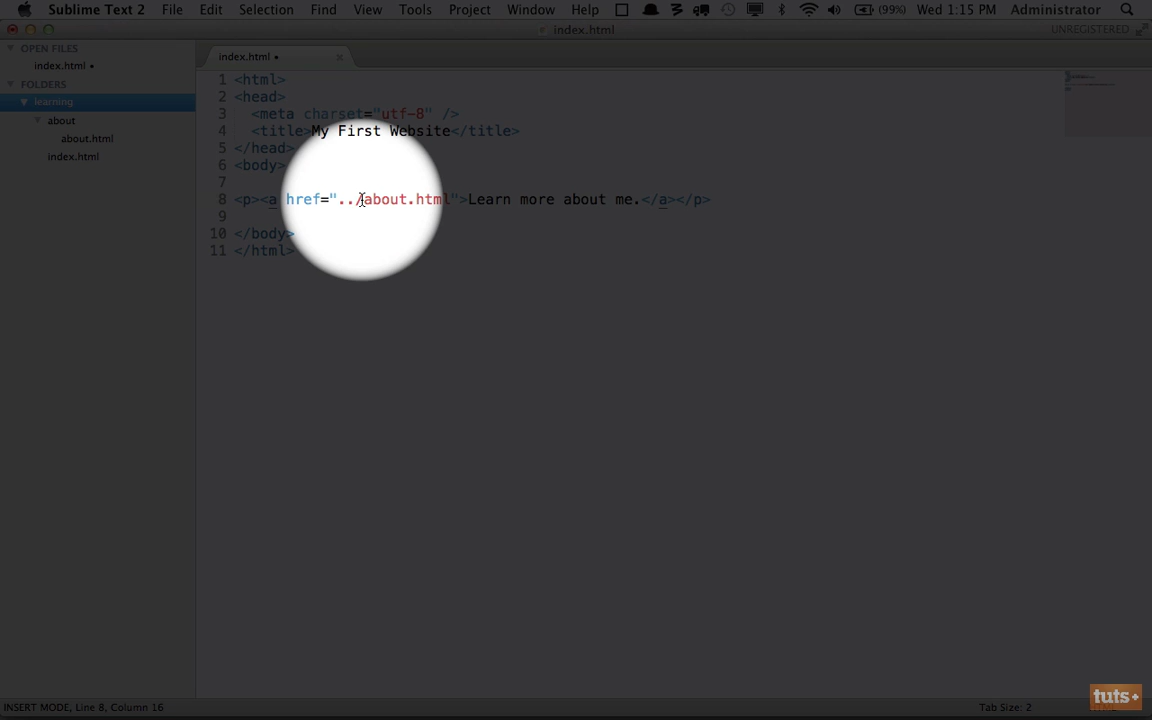 Sublime Text 2 File Edit Selection Find View Tools Project Window Help (99%) Wed 1:15 PM Administrator
index.html UNREGISTERED
OPEN FILES
index.html
FOLDERS
learning
about
about.html
index.html
index.html
1 <html>
2 <head>
3 <meta charset="utf-8" />
4 <title>My First Website</title>
5 </head>
6 <body>
7
8 <p><a href="../about.html">Learn more about me.</a></p>
9
10 </body>
11 </html>
INSERT MODE, Line 8, Column 16 Tab Size: 2
tuts+